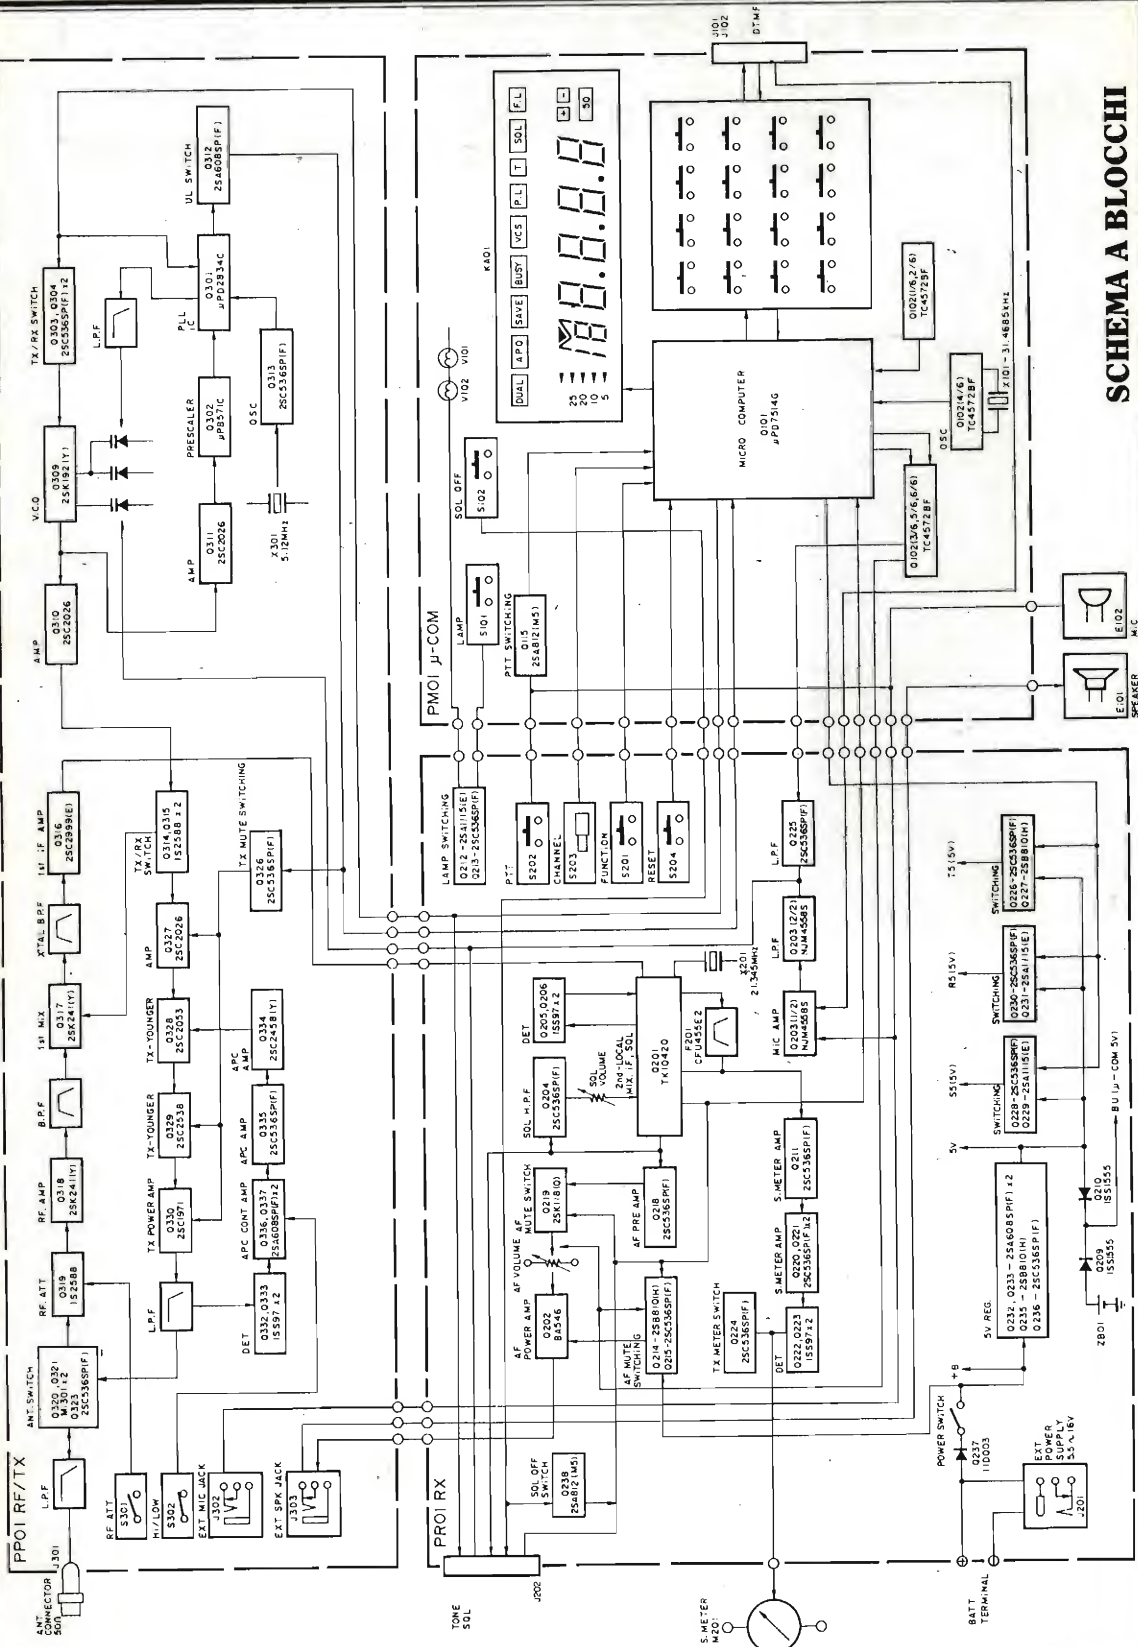 SCHEMA A BLOCCHI
PP01 RF/TX
ANT.
CONNECTOR
50Ω
J301
L.P.F
ANT. SWITCH
Q320, Q321
Mi301 x 2
Q323
2SC536SP(F)
RF. ATT
Q319
1S2588
RF. AMP
Q318
2SK241(Y)
B.P.F
1st MIX
Q317
2SK241(Y)
XTAL B.P.F
1st IF AMP
Q316
2SC2999(E)
AMP
Q310
2SC2026
V.C.O
Q309
2SK192(Y)
TX/RX SWITCH
Q303, Q304
2SC536SP(F) x2
L.P.F
RF ATT
S301
HI/LOW
S302
EXT MIC JACK
J302
EXT SPK JACK
J303
L.P.F
TX POWER AMP
Q330
2SC1971
TX-YOUNGER
Q329
2SC2538
TX-YOUNGER
Q328
2SC2053
AMP
Q327
2SC2026
TX/RX
SWITCH
Q314, Q315
1S2588 x 2
DET
Q332, Q333
1SS97 x 2
APC CONT AMP
Q336, Q337
2SA608SP(F) x 2
APC AMP
Q335
2SC536SP(F)
APC
AMP
Q334
2SC2458(Y)
TX MUTE SWITCHING
Q326
2SC536SP(F)
AMP
Q311
2SC2026
PRESCALER
Q302
µPB571C
PLL
IC
Q301
µPD2834C
UL SWITCH
Q312
2SA608SP(F)
OSC
Q313
2SC536SP(F)
X301
5.12MHz
PR01 RX
TONE
SQL
J202
SQL OFF
SWITCH
Q238
2SA812(M5)
AF
POWER AMP
Q202
BA546
AF VOLUME
AF
MUTE SWITCH
Q219
2SK118(O)
SQL H.P.F
Q204
2SC536SP(F)
SQL
VOLUME
DET
Q205, Q206
1SS97 x 2
2nd-LOCAL
MIX. IF, SQL
Q201
TK10420
X201
21.345MHz
F201
CFU455E2
AF PRE AMP
Q218
2SC536SP(F)
AF MUTE
SWITCHING
Q214-2SB810(H)
Q215-2SC536SP(F)
LAMP SWITCHING
Q212-2SA1115(E)
Q213-2SC536SP(F)
PTT
S202
CHANNEL
S203
FUNCTION
S201
RESET
S204
MIC AMP
Q203(1/2)
NJM4558S
L.P.F
Q203(2/2)
NJM4558S
L.P.F
Q225
2SC536SP(F)
S.METER
M201
TX METER SWITCH
Q224
2SC536SP(F)
DET
Q222, Q223
1SS97 x 2
S.METER AMP
Q220, Q221
2SC536SP(F)x2
S.METER AMP
Q211
2SC536SP(F)
BATT
TERMINAL
POWER SWITCH
Q237
11DQ03
+B
EXT
POWER
SUPPLY
5.5~16V
J201
5V REG.
Q232, Q233 - 2SA608SP(F) x 2
Q235 - 2SB810(H)
Q236 - 2SC536SP(F)
5V
S5(5V)
SWITCHING
Q228-2SC536SP(F)
Q229-2SA1115(E)
R5(5V)
SWITCHING
Q230-2SC536SP(F)
Q231-2SA1115(E)
T5(5V)
SWITCHING
Q226-2SC536SP(F)
Q227-2SB810(H)
ZB01
Q209
1S1555
Q210
1S1555
BU(µ-COM 5V)
PM01 µ-COM
PTT SWITCHING
Q115
2SA812(M5)
LAMP
S101
SQL OFF
S102
V102
V101
KA01
DUAL
APO
SAVE
BUSY
VCS
P.L
T
SQL
F.L
25
20
10
5
+
-
50
MICRO COMPUTER
Q101
µPD7514G
Q102(3/6,5/6,6/6)
TC4572BF
OSC
Q102(4/6)
TC4572BF
X101-31.4685kHz
Q102(1/6,2/6)
TC4572BF
J101
J102
DTMF
E101
SPEAKER
E102
MIC